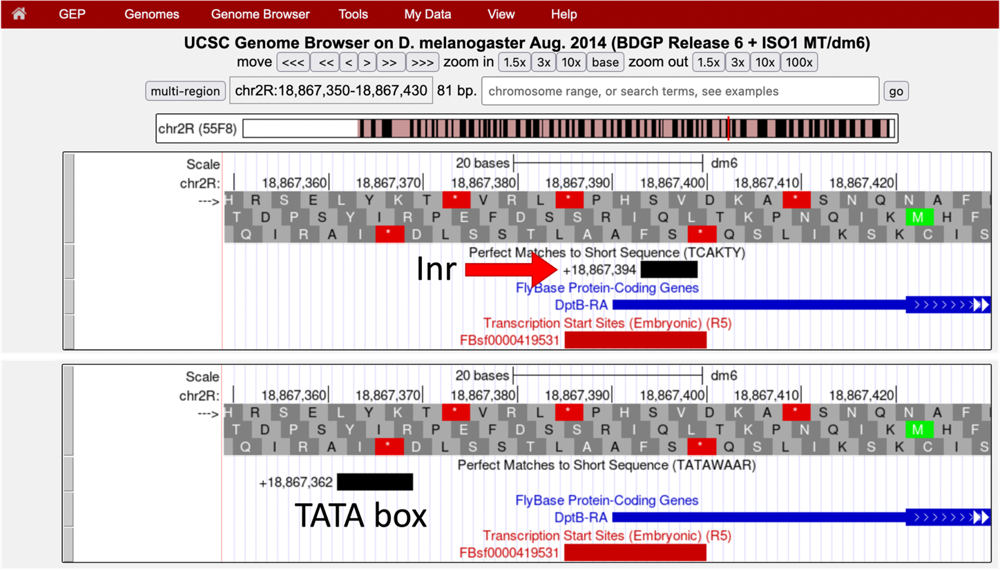 GEP Genomes Genome Browser Tools My Data View Help
UCSC Genome Browser on D. melanogaster Aug. 2014 (BDGP Release 6 + ISO1 MT/dm6)
move <<< << < > >> >>> zoom in 1.5x 3x 10x base zoom out 1.5x 3x 10x 100x
multi-region chr2R:18,867,350-18,867,430 81 bp. chromosome range, or search terms, see examples go
chr2R (55F8)
Scale 20 bases dm6
chr2R: 18,867,360 18,867,370 18,867,380 18,867,390 18,867,400 18,867,410 18,867,420
---> H R S E L Y K T * V R L * P H S V D K A * S N Q N A F
T D P S Y I R P E F D S S R I Q L T K P N Q I K M H F
Q I R A I * D L S S T L A A F S * Q S L I K S K C I S
Perfect Matches to Short Sequence (TCAKTY)
Inr +18,867,394
FlyBase Protein-Coding Genes
DptB-RA
Transcription Start Sites (Embryonic) (R5)
FBsf0000419531
Scale 20 bases dm6
chr2R: 18,867,360 18,867,370 18,867,380 18,867,390 18,867,400 18,867,410 18,867,420
---> H R S E L Y K T * V R L * P H S V D K A * S N Q N A F
T D P S Y I R P E F D S S R I Q L T K P N Q I K M H F
Q I R A I * D L S S T L A A F S * Q S L I K S K C I S
Perfect Matches to Short Sequence (TATAWAAR)
+18,867,362
TATA box
FlyBase Protein-Coding Genes
DptB-RA
Transcription Start Sites (Embryonic) (R5)
FBsf0000419531